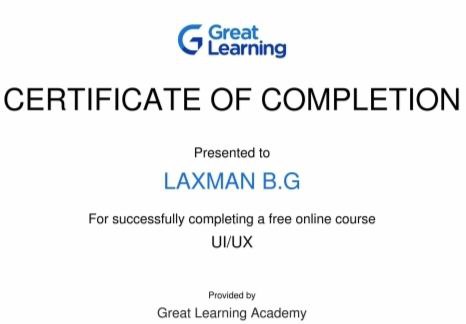 Great
Learning
CERTIFICATE OF COMPLETION
Presented to
LAXMAN B.G
For successfully completing a free online course
UI/UX
Provided by
Great Learning Academy